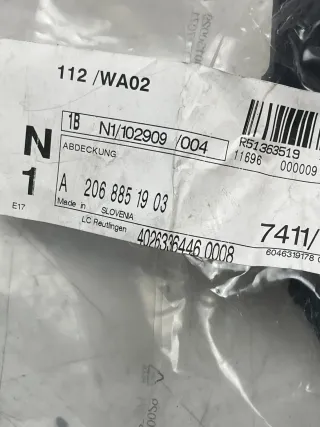 112 /WA02
1B N1/102909 /004
R51363519
11696 000009
N
1
ABDECKUNG
A 206 885 19 03
Made in SLOVENIA
E17
LC Reutlingen
4026336446 0008
7411/
6046319178